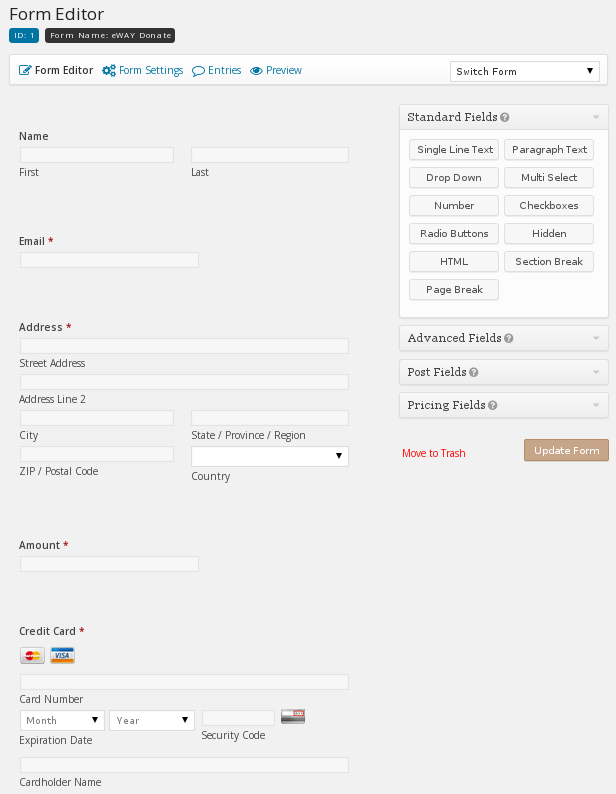 Form Editor
ID: 1 Form Name: eWAY Donate
Form Editor Form Settings Entries Preview Switch Form
Name
First Last
Email *
Address *
Street Address
Address Line 2
City State / Province / Region
ZIP / Postal Code Country
Amount *
Credit Card *
VISA
Card Number
Month Year
Expiration Date Security Code
Cardholder Name
Standard Fields ?
Single Line Text Paragraph Text
Drop Down Multi Select
Number Checkboxes
Radio Buttons Hidden
HTML Section Break
Page Break
Advanced Fields ?
Post Fields ?
Pricing Fields ?
Move to Trash Update Form